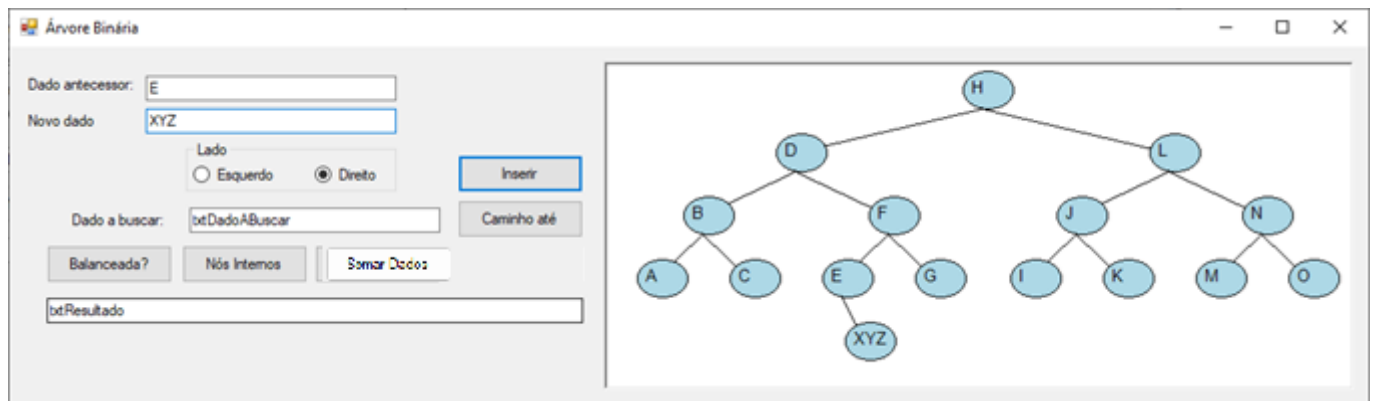 Árvore Binária
Dado antecessor: E
Novo dado XYZ
Lado
Esquerdo Direito
Inserir
Dado a buscar: txtDadoABuscar
Caminho até
Balanceada? Nós Internos Somar Dados
txtResultado
H
D L
B F J N
A C E G I K M O
XYZ